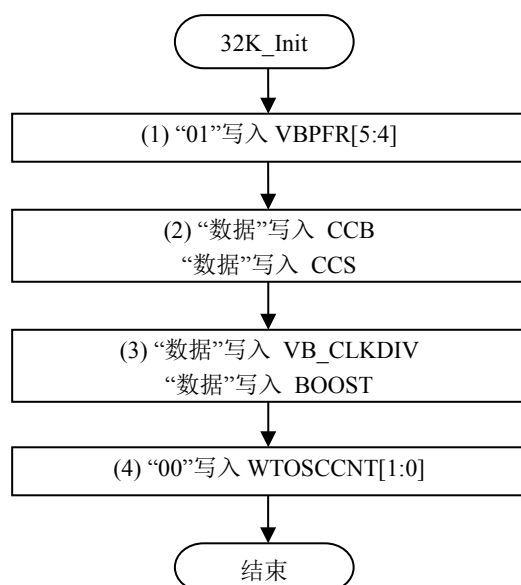 32K_Init
(1) “01”写入 VBPFR[5:4]
(2) “数据”写入 CCB
“数据”写入 CCS
(3) “数据”写入 VB_CLKDIV
“数据”写入 BOOST
(4) “00”写入 WTOSCCNT[1:0]
结束